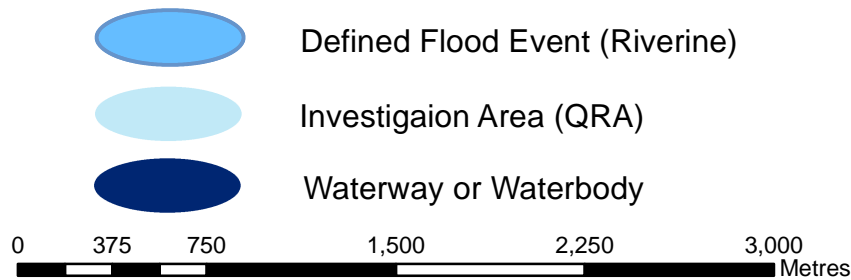 Defined Flood Event (Riverine)
Investigaion Area (QRA)
Waterway or Waterbody
0 375 750 1,500 2,250 3,000
Metres